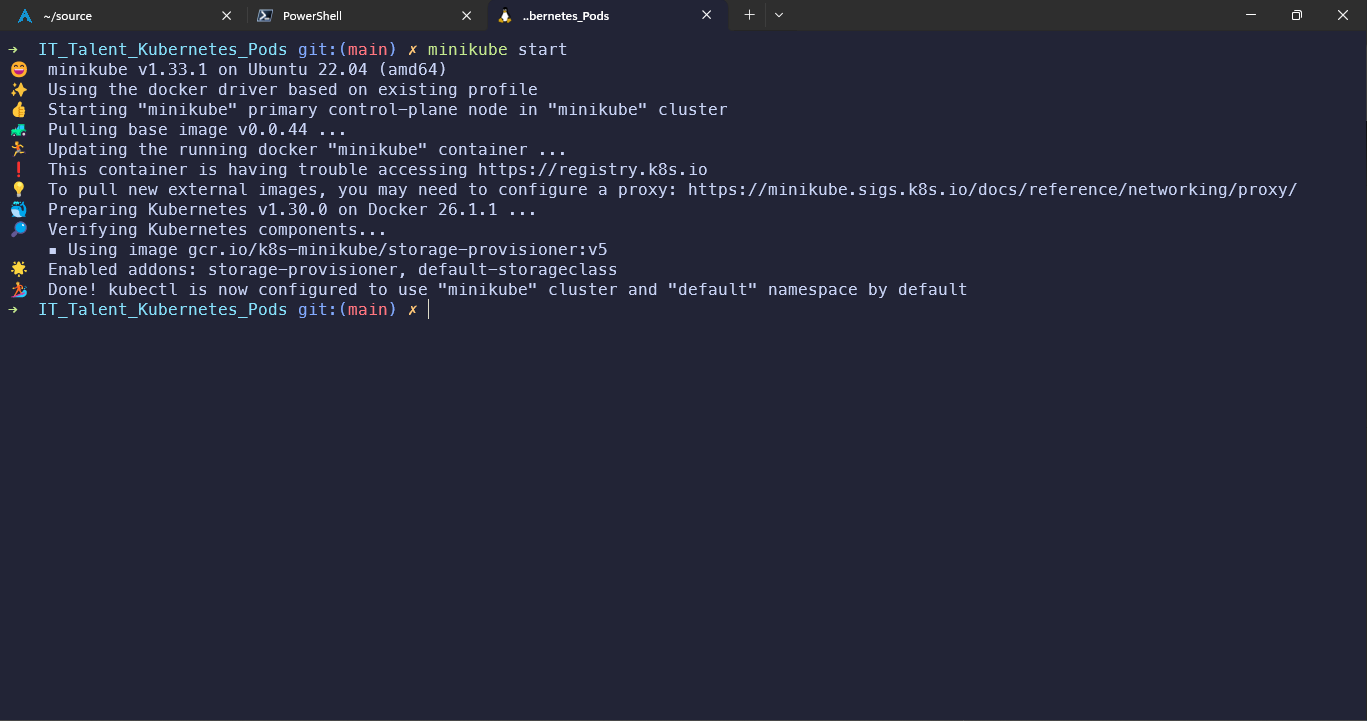 ~/source
PowerShell
..bernetes_Pods
→ IT_Talent_Kubernetes_Pods git:(main) ✗ minikube start
😄 minikube v1.33.1 on Ubuntu 22.04 (amd64)
✨ Using the docker driver based on existing profile
👍 Starting "minikube" primary control-plane node in "minikube" cluster
🚜 Pulling base image v0.0.44 ...
🏃 Updating the running docker "minikube" container ...
❗ This container is having trouble accessing https://registry.k8s.io
💡 To pull new external images, you may need to configure a proxy: https://minikube.sigs.k8s.io/docs/reference/networking/proxy/
🐳 Preparing Kubernetes v1.30.0 on Docker 26.1.1 ...
🔎 Verifying Kubernetes components...
▪ Using image gcr.io/k8s-minikube/storage-provisioner:v5
🌟 Enabled addons: storage-provisioner, default-storageclass
🏄 Done! kubectl is now configured to use "minikube" cluster and "default" namespace by default
→ IT_Talent_Kubernetes_Pods git:(main) ✗